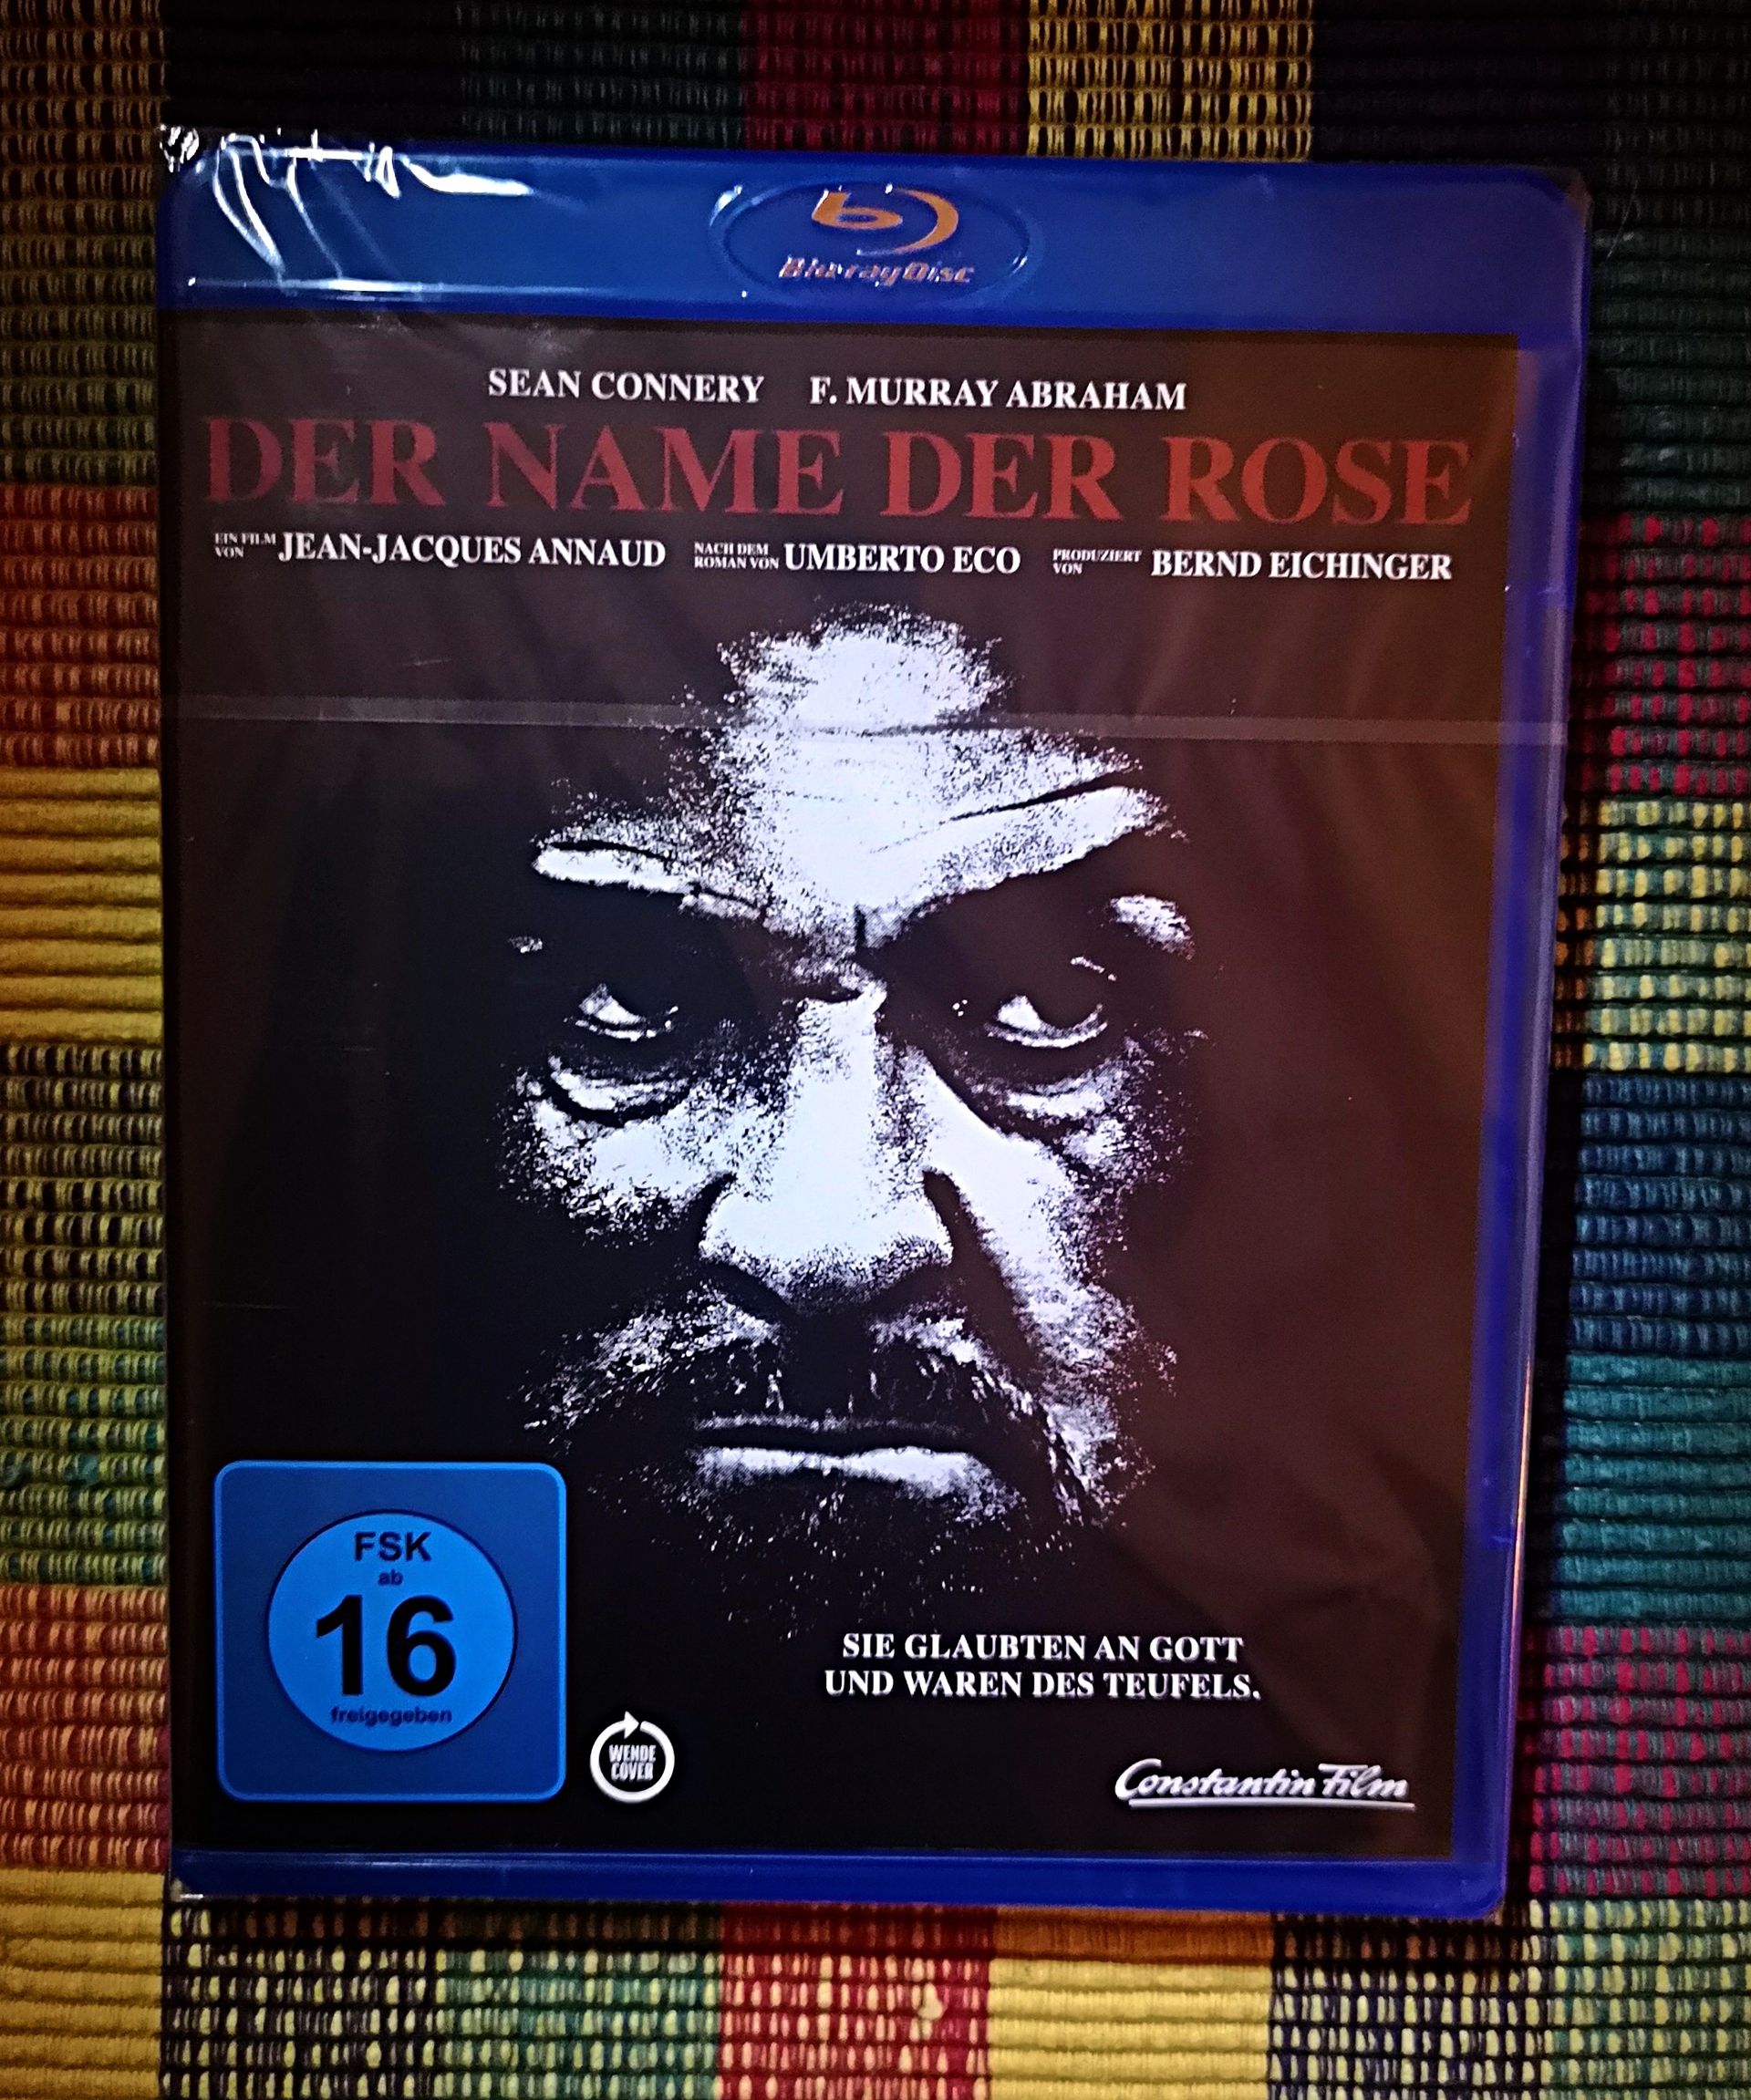 Blu-ray Disc
SEAN CONNERY F. MURRAY ABRAHAM
DER NAME DER ROSE
EIN FILM VON JEAN-JACQUES ANNAUD NACH DEM ROMAN VON UMBERTO ECO PRODUZIERT VON BERND EICHINGER
FSK
ab
16
freigegeben
SIE GLAUBTEN AN GOTT
UND WAREN DES TEUFELS.
WENDE
COVER
Constantin Film